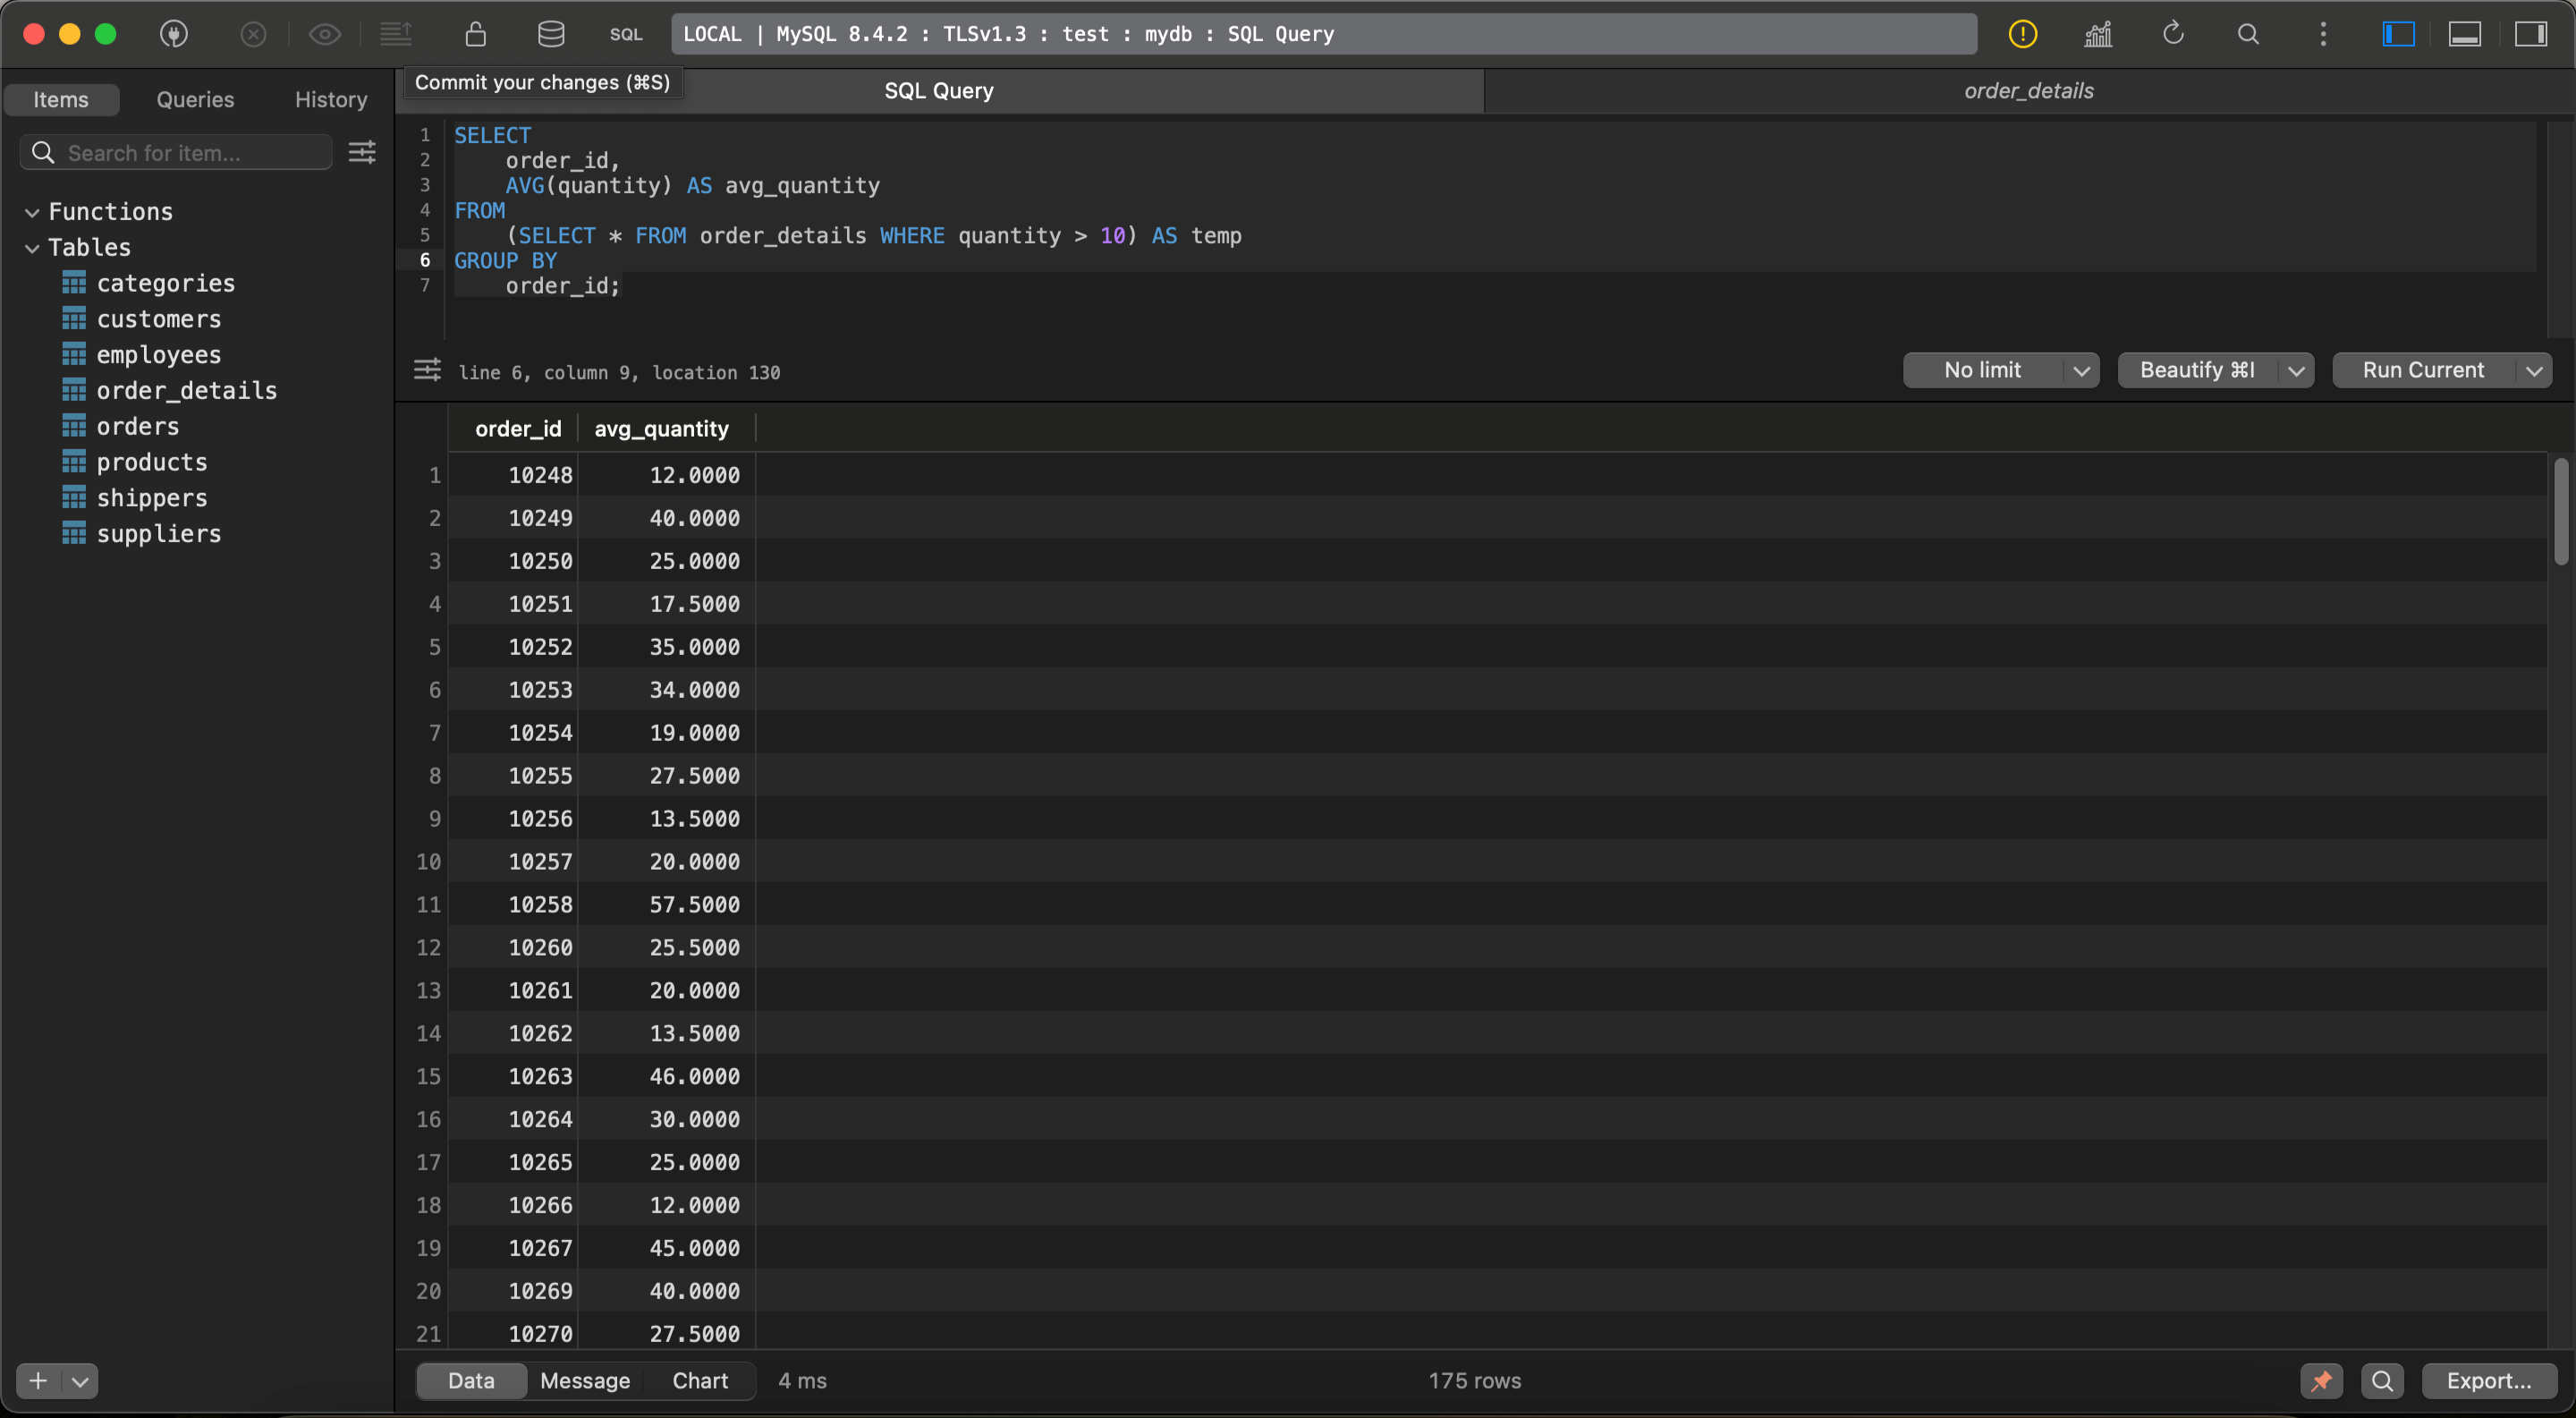 SQL
LOCAL | MySQL 8.4.2 : TLSv1.3 : test : mydb : SQL Query
Items Queries History
Commit your changes (⌘S)
SQL Query
order_details
Search for item...
Functions
Tables
categories
customers
employees
order_details
orders
products
shippers
suppliers
1 SELECT
2 order_id,
3 AVG(quantity) AS avg_quantity
4 FROM
5 (SELECT * FROM order_details WHERE quantity > 10) AS temp
6 GROUP BY
7 order_id;
line 6, column 9, location 130
No limit
Beautify ⌘I
Run Current
order_id avg_quantity
1 10248 12.0000
2 10249 40.0000
3 10250 25.0000
4 10251 17.5000
5 10252 35.0000
6 10253 34.0000
7 10254 19.0000
8 10255 27.5000
9 10256 13.5000
10 10257 20.0000
11 10258 57.5000
12 10260 25.5000
13 10261 20.0000
14 10262 13.5000
15 10263 46.0000
16 10264 30.0000
17 10265 25.0000
18 10266 12.0000
19 10267 45.0000
20 10269 40.0000
21 10270 27.5000
Data Message Chart 4 ms
175 rows
Export...